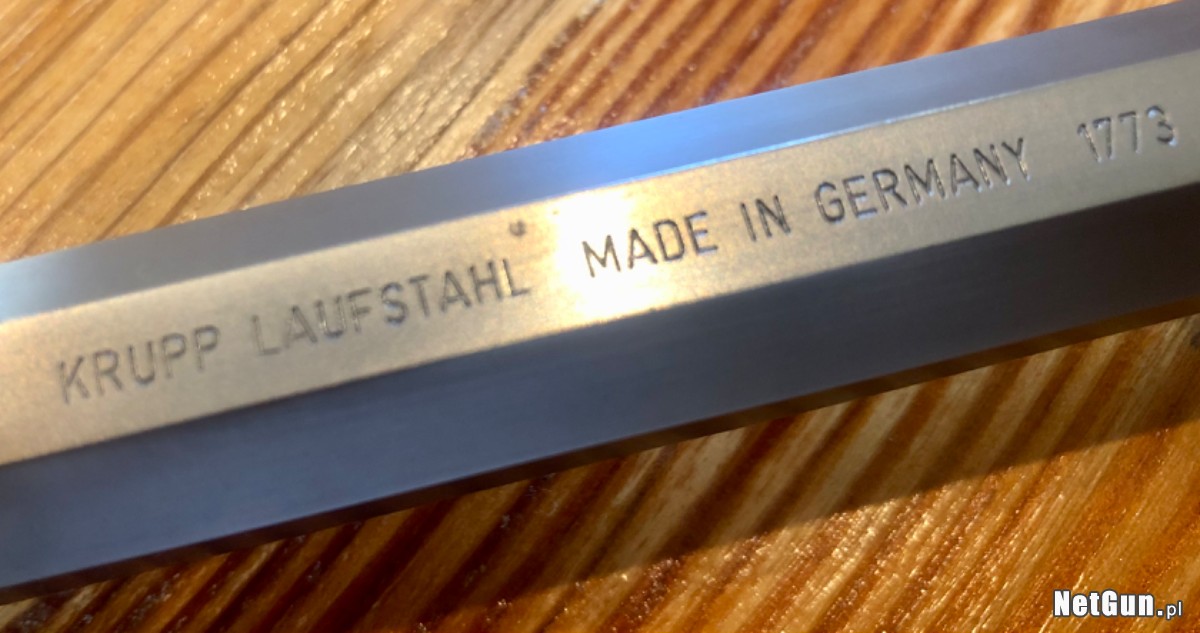 KRUPP LAUFSTAHL MADE IN GERMANY 1773
NetGun.pl